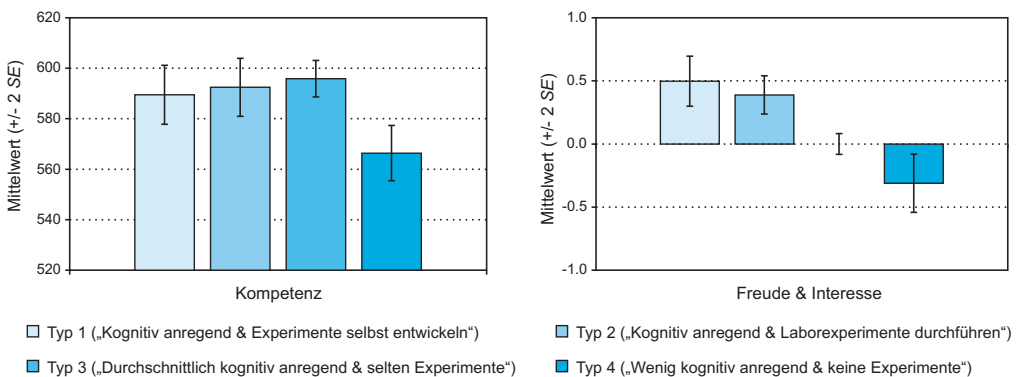 Mittelwert (+/- 2 SE)
620
600
580
560
540
520
Kompetenz
Mittelwert (+/- 2 SE)
1.0
0.5
0.0
-0.5
-1.0
Freude & Interesse
Typ 1 („Kognitiv anregend & Experimente selbst entwickeln“)
Typ 2 („Kognitiv anregend & Laborexperimente durchführen“)
Typ 3 („Durchschnittlich kognitiv anregend & selten Experimente“)
Typ 4 („Wenig kognitiv anregend & keine Experimente“)